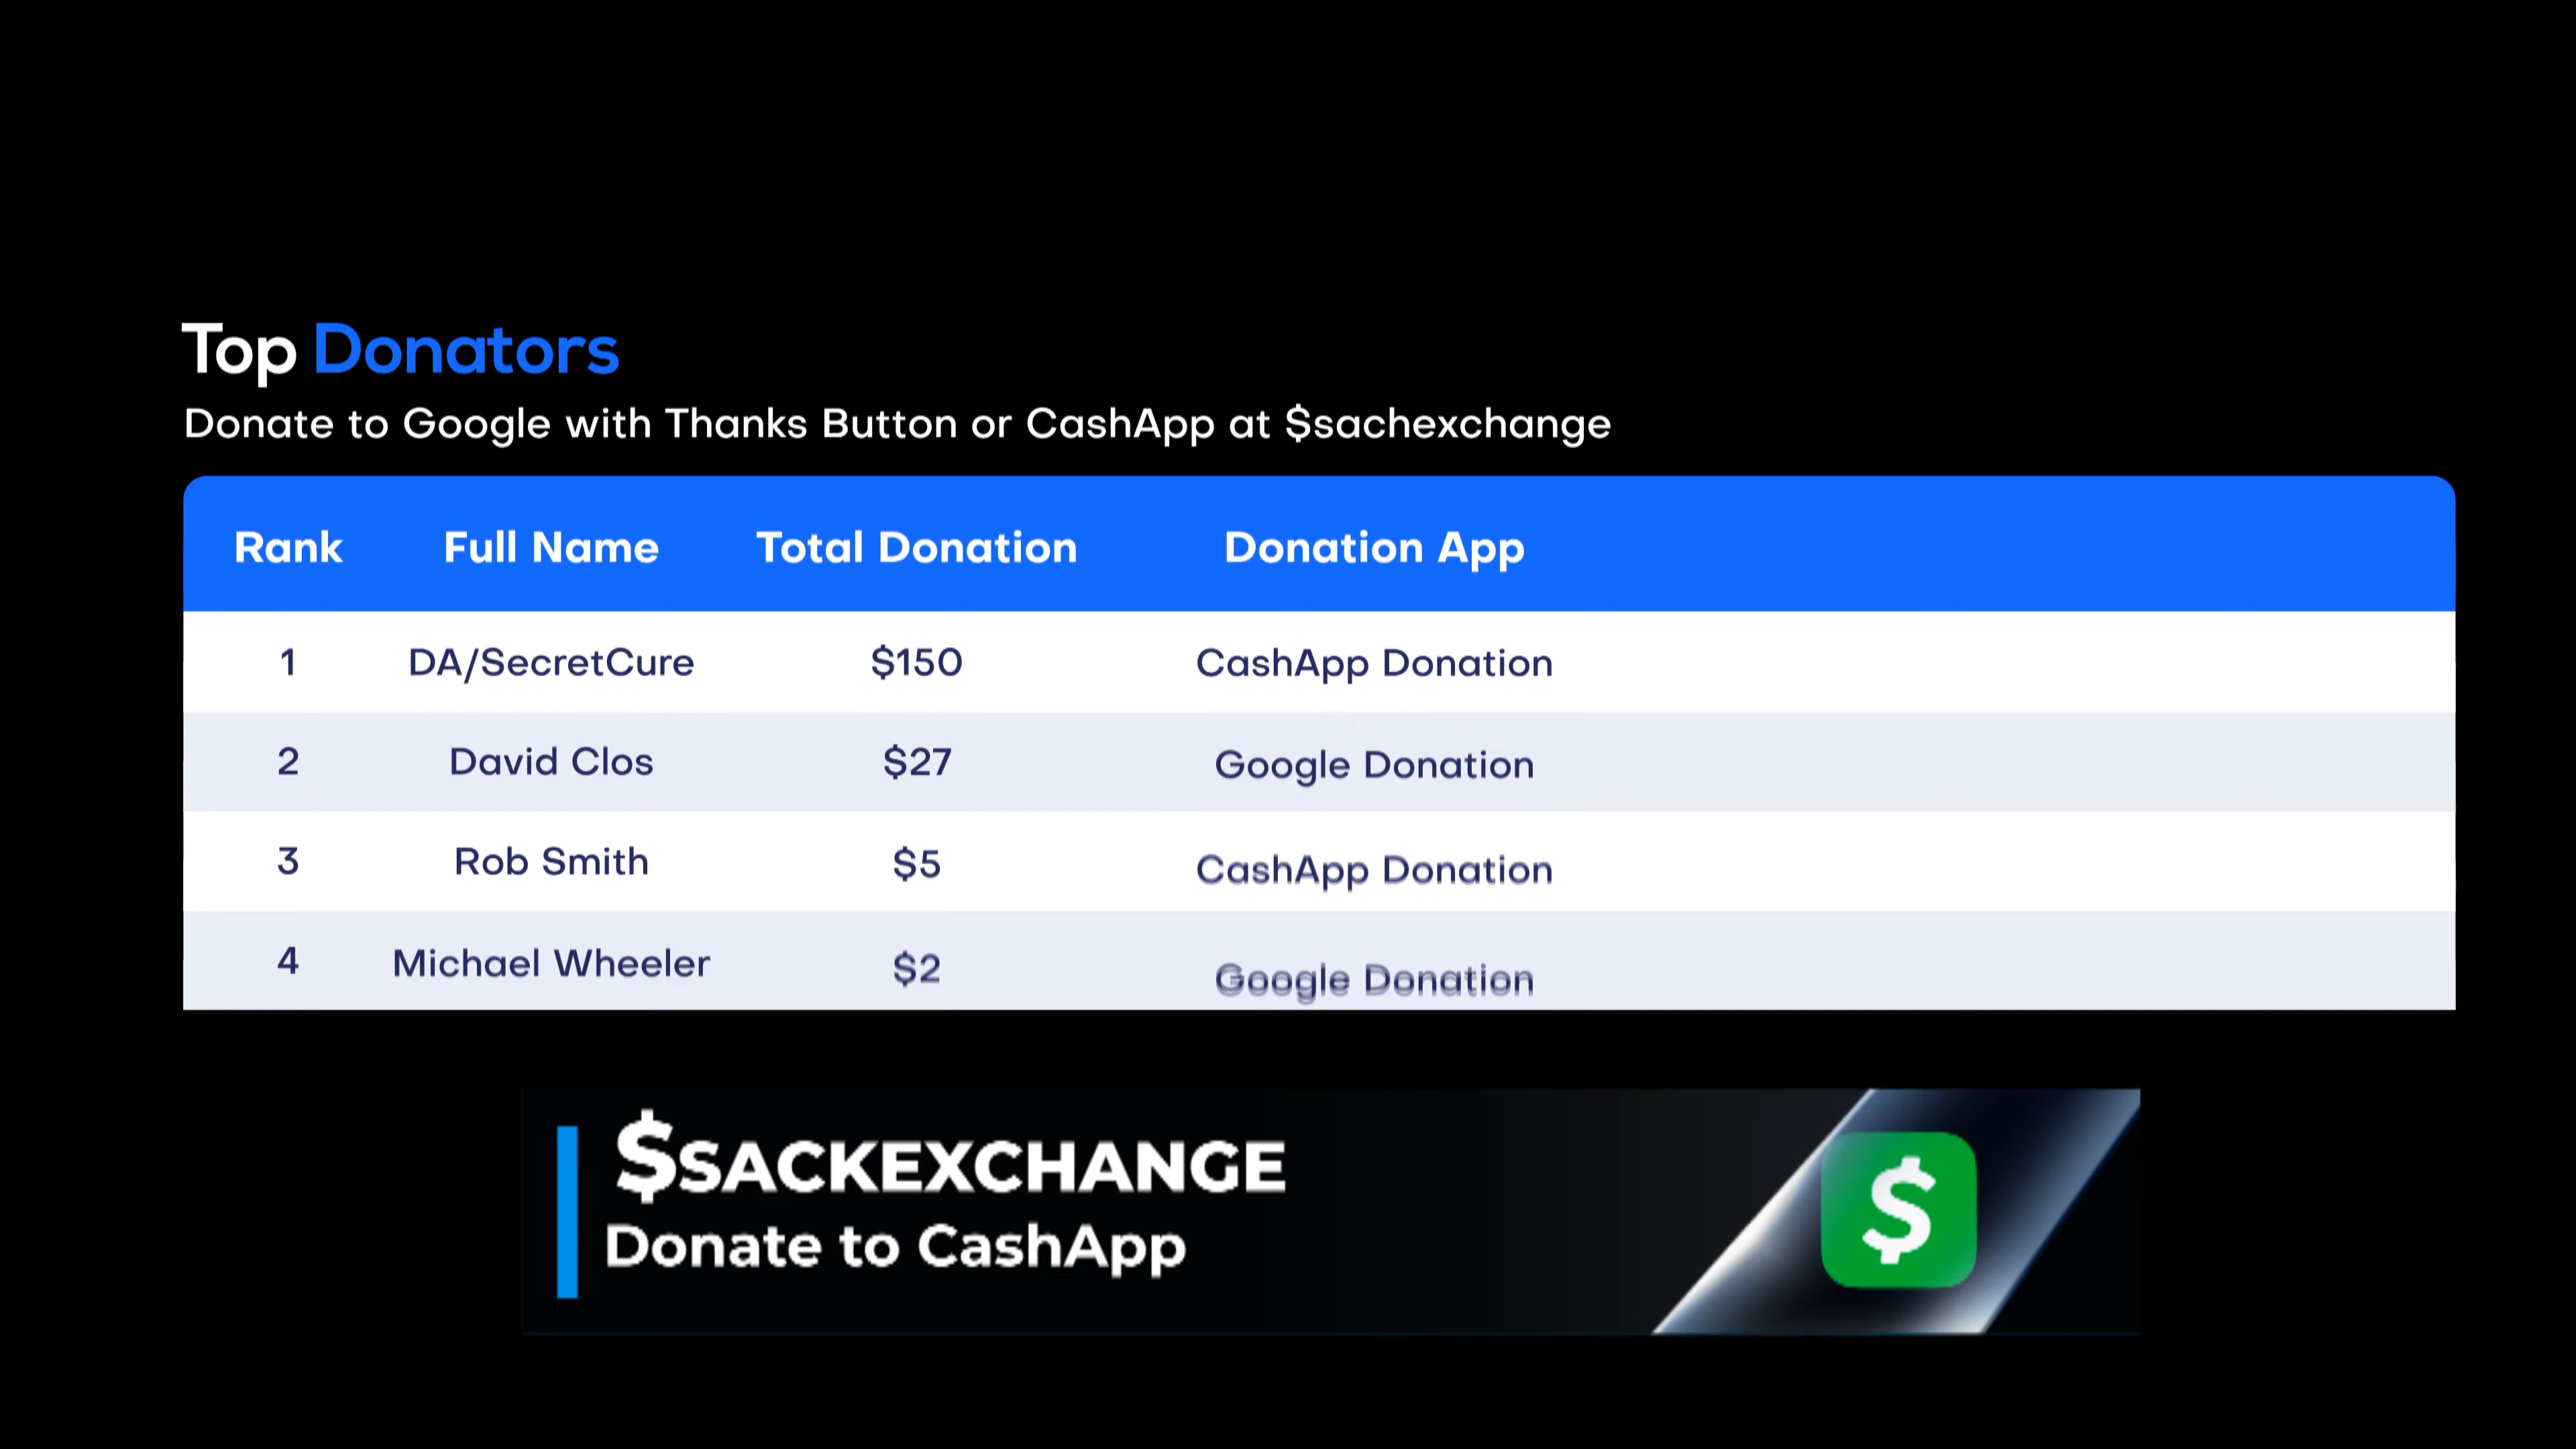 Top Donators
Donate to Google with Thanks Button or CashApp at $sachexchange
Rank Full Name Total Donation Donation App
1 DA/SecretCure $150 CashApp Donation
2 David Clos $27 Google Donation
3 Rob Smith $5 CashApp Donation
4 Michael Wheeler $2 Google Donation
$SACKEXCHANGE
Donate to CashApp
$